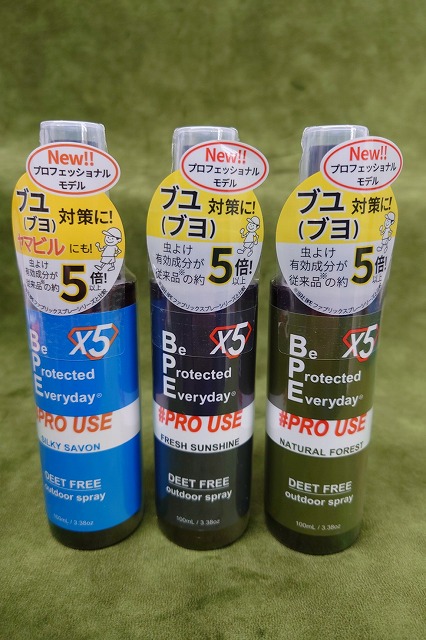 New!!
プロフェッショナル
モデル
ブユ
(ブヨ)
対策に!
ヤマビルにも!
虫よけ
有効成分が
従来品※の約
5倍!以上
X5
Be
Protected
Everyday®
#PRO USE
SILKY SAVON
DEET FREE
outdoor spray
100mL / 3.38oz
New!!
プロフェッショナル
モデル
ブユ
(ブヨ)
対策に!
虫よけ
有効成分が
従来品※の約
5倍!以上
X5
Be
Protected
Everyday®
#PRO USE
FRESH SUNSHINE
DEET FREE
outdoor spray
100mL / 3.38oz
New!!
プロフェッショナル
モデル
ブユ
(ブヨ)
対策に!
虫よけ
有効成分が
従来品※の約
5倍!以上
X5
Be
Protected
Everyday®
#PRO USE
NATURAL FOREST
DEET FREE
outdoor spray
100mL / 3.38oz